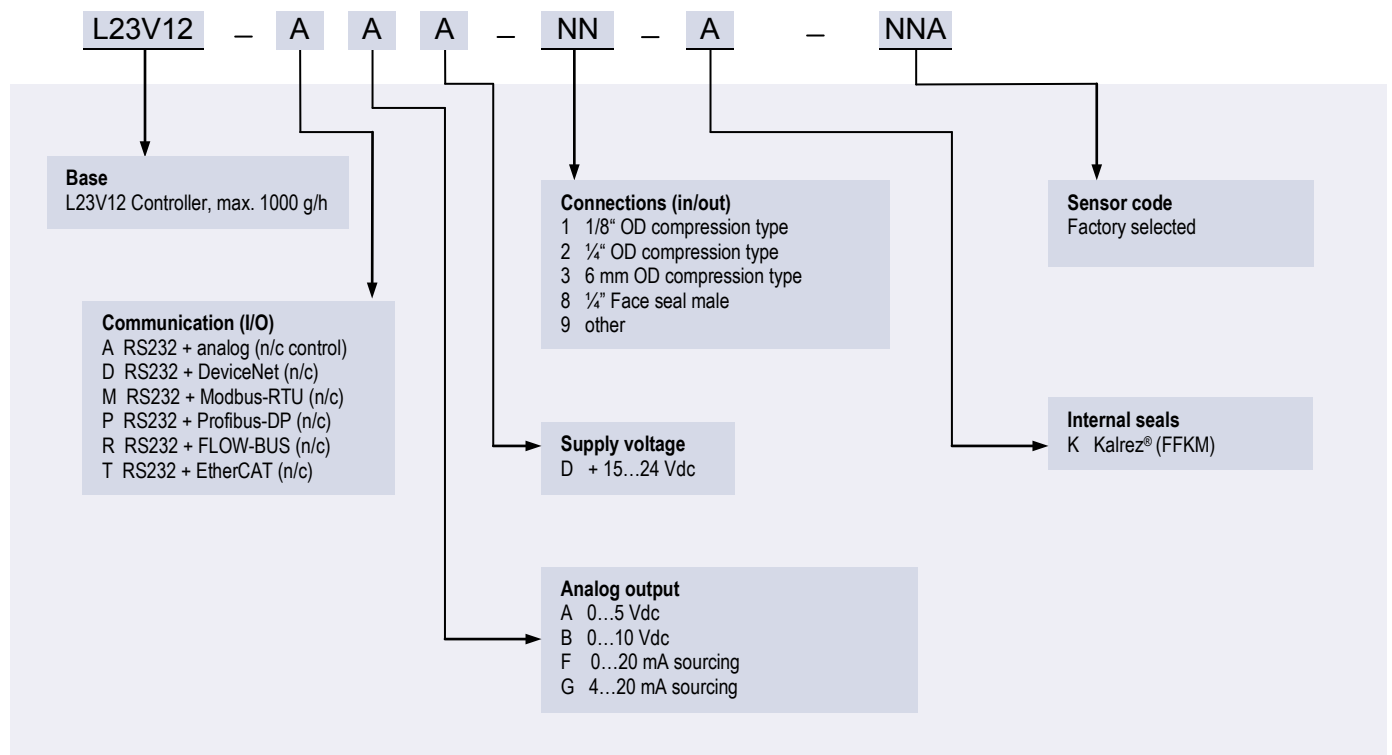 L23V12 – A A A – NN – A – NNA
Base
L23V12 Controller, max. 1000 g/h
Communication (I/O)
A RS232 + analog (n/c control)
D RS232 + DeviceNet (n/c)
M RS232 + Modbus-RTU (n/c)
P RS232 + Profibus-DP (n/c)
R RS232 + FLOW-BUS (n/c)
T RS232 + EtherCAT (n/c)
Connections (in/out)
1 1/8“ OD compression type
2 ¼“ OD compression type
3 6 mm OD compression type
8 ¼” Face seal male
9 other
Supply voltage
D + 15…24 Vdc
Analog output
A 0…5 Vdc
B 0…10 Vdc
F 0…20 mA sourcing
G 4…20 mA sourcing
Sensor code
Factory selected
Internal seals
K Kalrez® (FFKM)